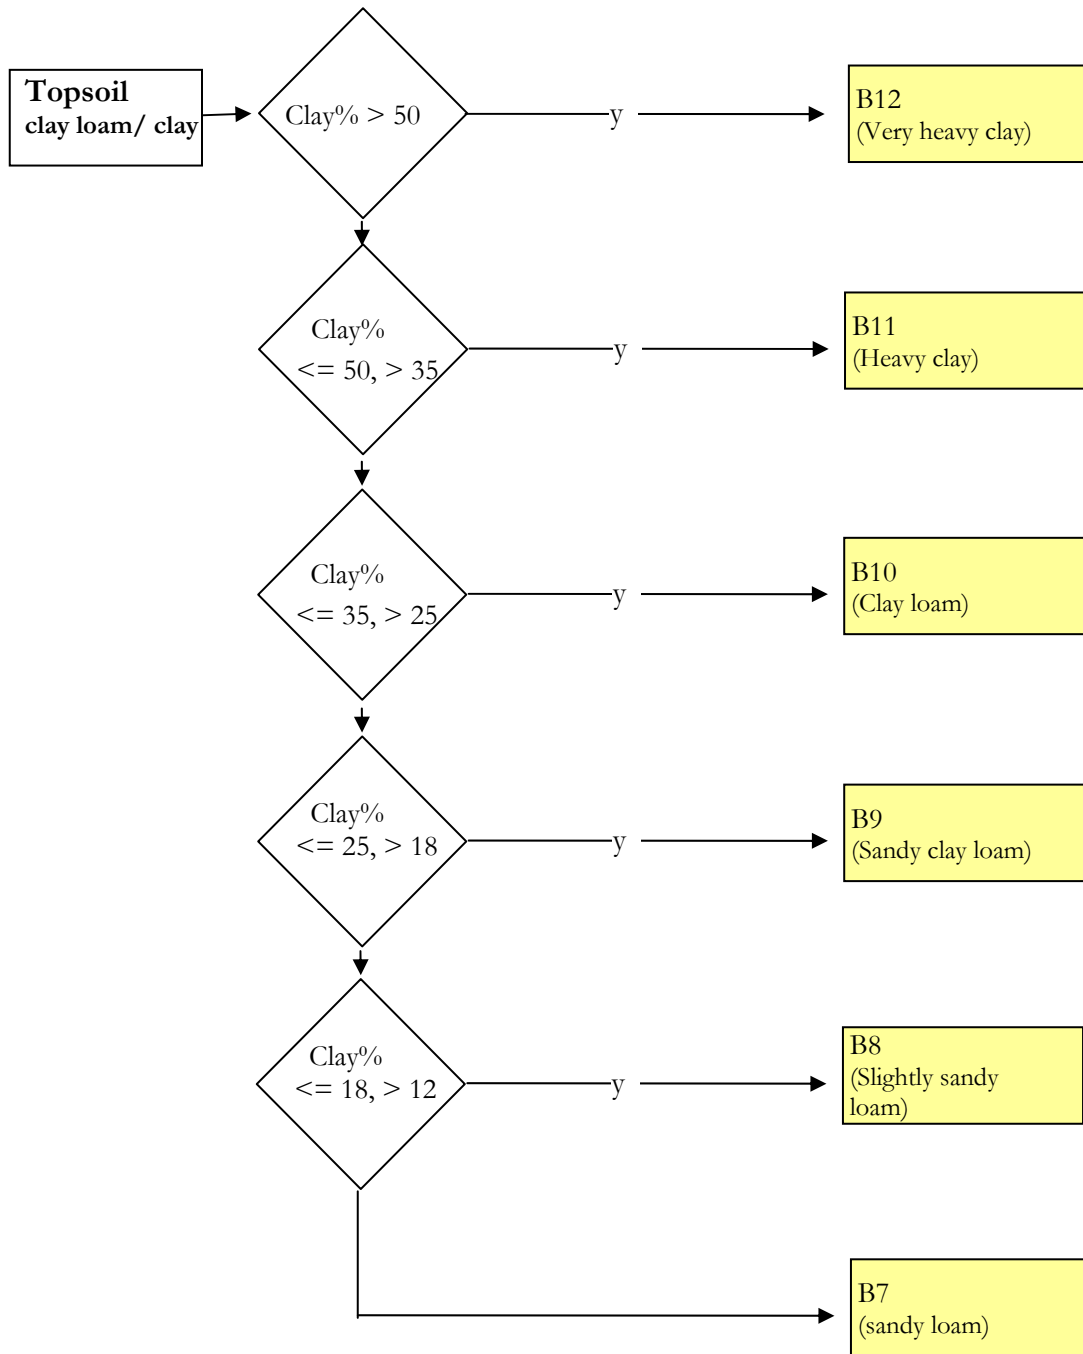 Topsoil
clay loam/ clay
Clay% > 50
y
B12
(Very heavy clay)
Clay%
<= 50, > 35
y
B11
(Heavy clay)
Clay%
<= 35, > 25
y
B10
(Clay loam)
Clay%
<= 25, > 18
y
B9
(Sandy clay loam)
Clay%
<= 18, > 12
y
B8
(Slightly sandy
loam)
B7
(sandy loam)